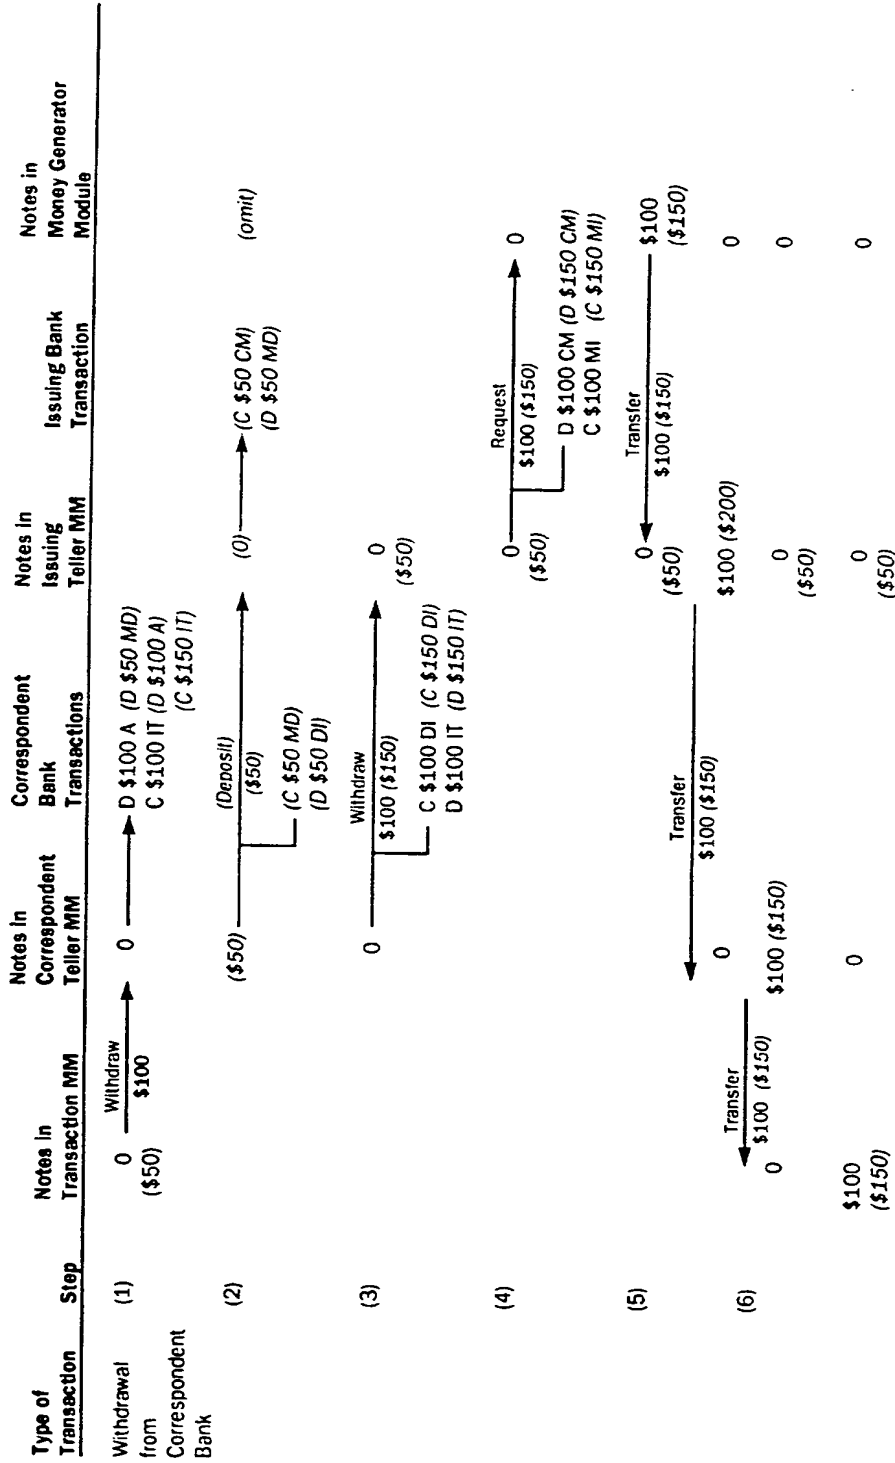 Type of Transaction
Step
Notes in Transaction MM
Notes in Correspondent Teller MM
Correspondent Bank Transactions
Notes in Issuing Teller MM
Issuing Bank Transaction
Notes in Money Generator Module
Withdrawal from Correspondent Bank
(1)
0
($50)
Withdraw
$100
0
D $100 A (D $50 MD)
C $100 IT (D $100 A)
(C $150 IT)
(2)
($50)
(Deposit)
($50)
(C $50 MD)
(D $50 DI)
(0)
(C $50 CM)
(D $50 MD)
(omit)
(3)
0
Withdraw
$100 ($150)
C $100 DI (C $150 DI)
D $100 IT (D $150 IT)
0
($50)
(4)
0
($50)
Request
$100 ($150)
D $100 CM (D $150 CM)
C $100 MI (C $150 MI)
0
(5)
0
($50)
Transfer
$100 ($150)
$100
($150)
Transfer
$100 ($150)
0
$100 ($200)
0
(6)
Transfer
$100 ($150)
0
$100 ($150)
0
($50)
0
$100
($150)
0
0
($50)
0